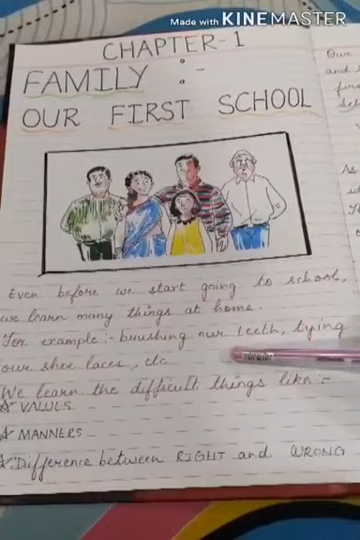 Made with KINEMASTER
CHAPTER-1
FAMILY :-
OUR FIRST SCHOOL
Even before we start going to school,
we learn many things at home.
For example :- brushing our teeth, tying
our shoe laces, etc
We learn the difficult things like :-
VALUES
MANNERS
Difference between RIGHT and WRONG
Our
and